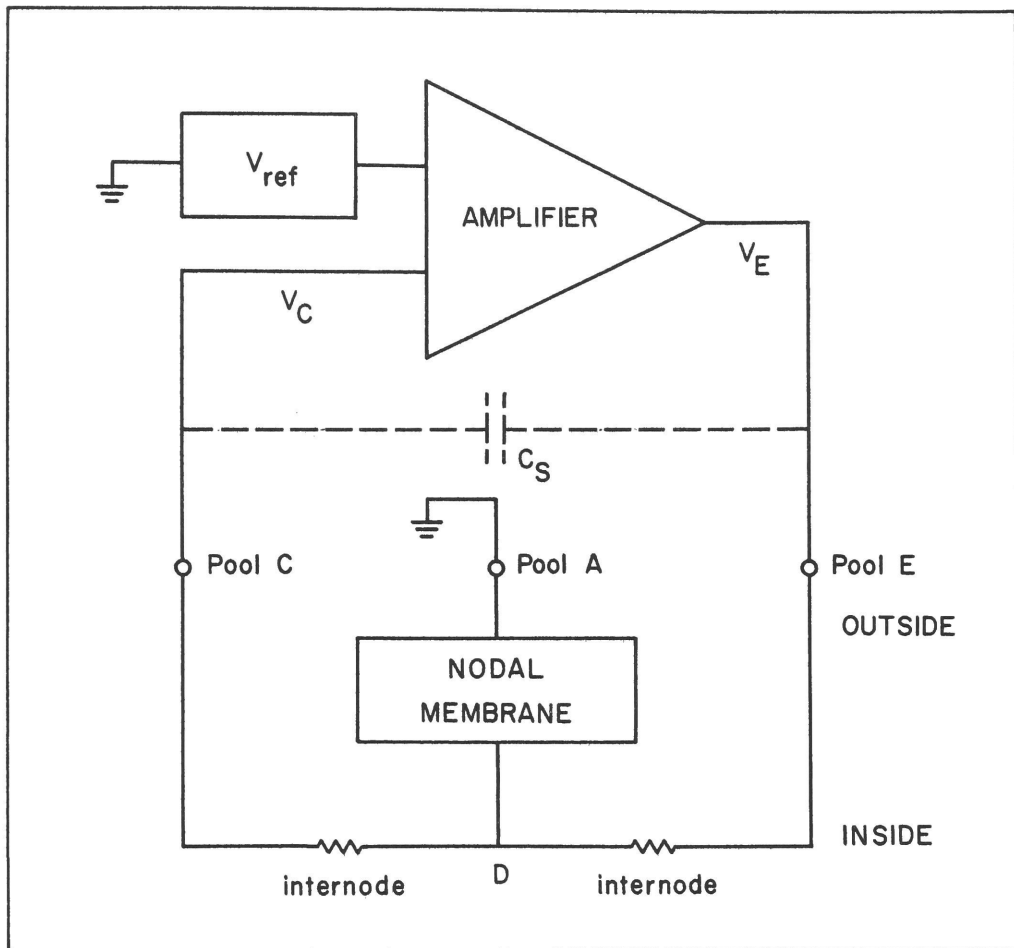 V_ref
AMPLIFIER
V_E
V_C
C_S
Pool C
Pool A
Pool E
OUTSIDE
NODAL
MEMBRANE
INSIDE
internode
D
internode